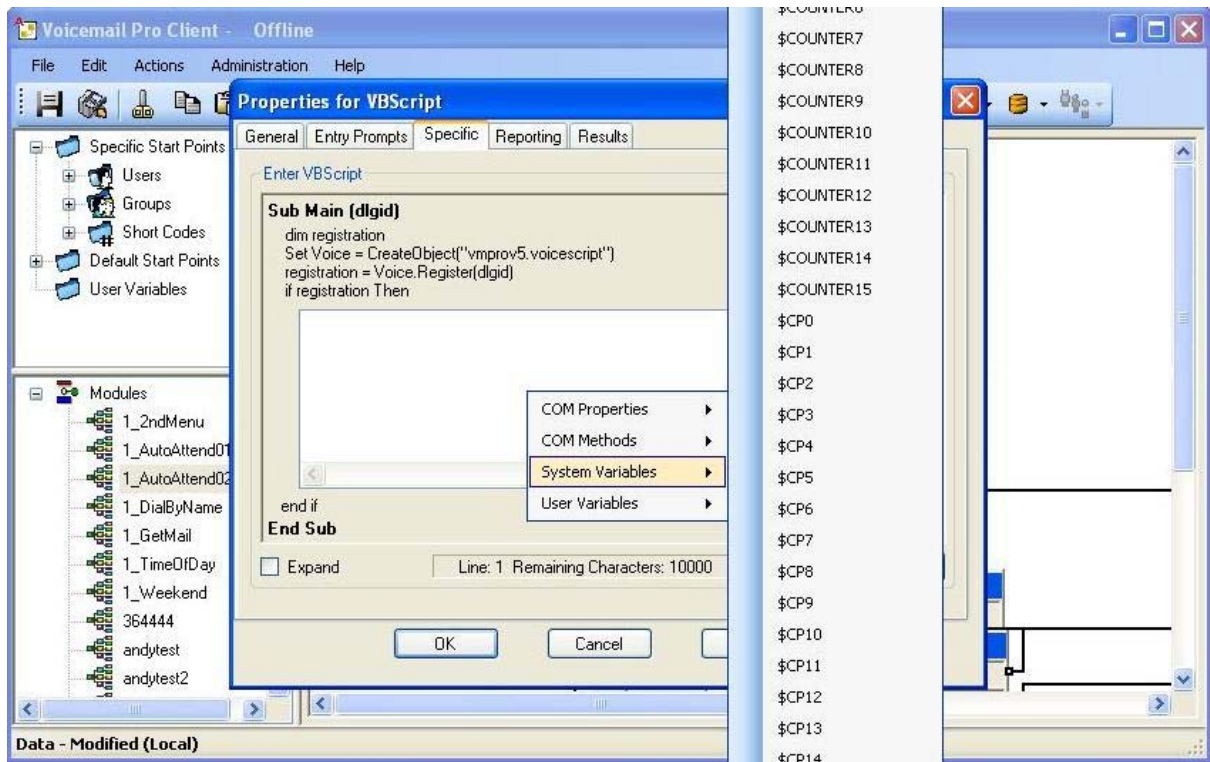 Voicemail Pro Client - Offline
File Edit Actions Administration Help
Specific Start Points
Users
Groups
Short Codes
Default Start Points
User Variables
Modules
1_2ndMenu
1_AutoAttend01
1_AutoAttend02
1_DialByName
1_GetMail
1_TimeOfDay
1_Weekend
364444
andytest
andytest2
Data - Modified (Local)
Properties for VBScript
General Entry Prompts Specific Reporting Results
Enter VBScript
Sub Main (dlgid)
dim registration
Set Voice = CreateObject("vmprov5.voicescript")
registration = Voice.Register(dlgid)
if registration Then
end if
End Sub
Expand
Line: 1 Remaining Characters: 10000
OK Cancel
COM Properties
COM Methods
System Variables
User Variables
$COUNTER6
$COUNTER7
$COUNTER8
$COUNTER9
$COUNTER10
$COUNTER11
$COUNTER12
$COUNTER13
$COUNTER14
$COUNTER15
$CP0
$CP1
$CP2
$CP3
$CP4
$CP5
$CP6
$CP7
$CP8
$CP9
$CP10
$CP11
$CP12
$CP13
$CP14